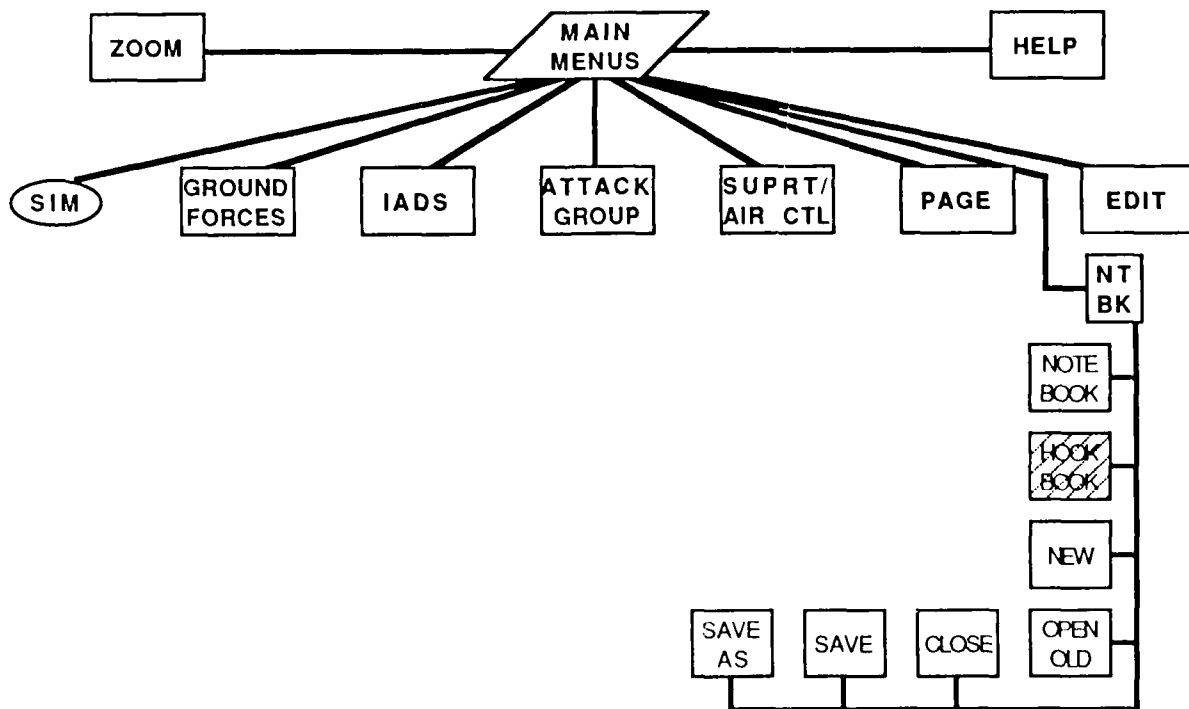 ZOOM
MAIN
MENUS
HELP
SIM
GROUND
FORCES
IADS
ATTACK
GROUP
SUPRT/
AIR CTL
PAGE
EDIT
NT
BK
NOTE
BOOK
HOOK
BOOK
NEW
OPEN
OLD
SAVE
AS
SAVE
CLOSE